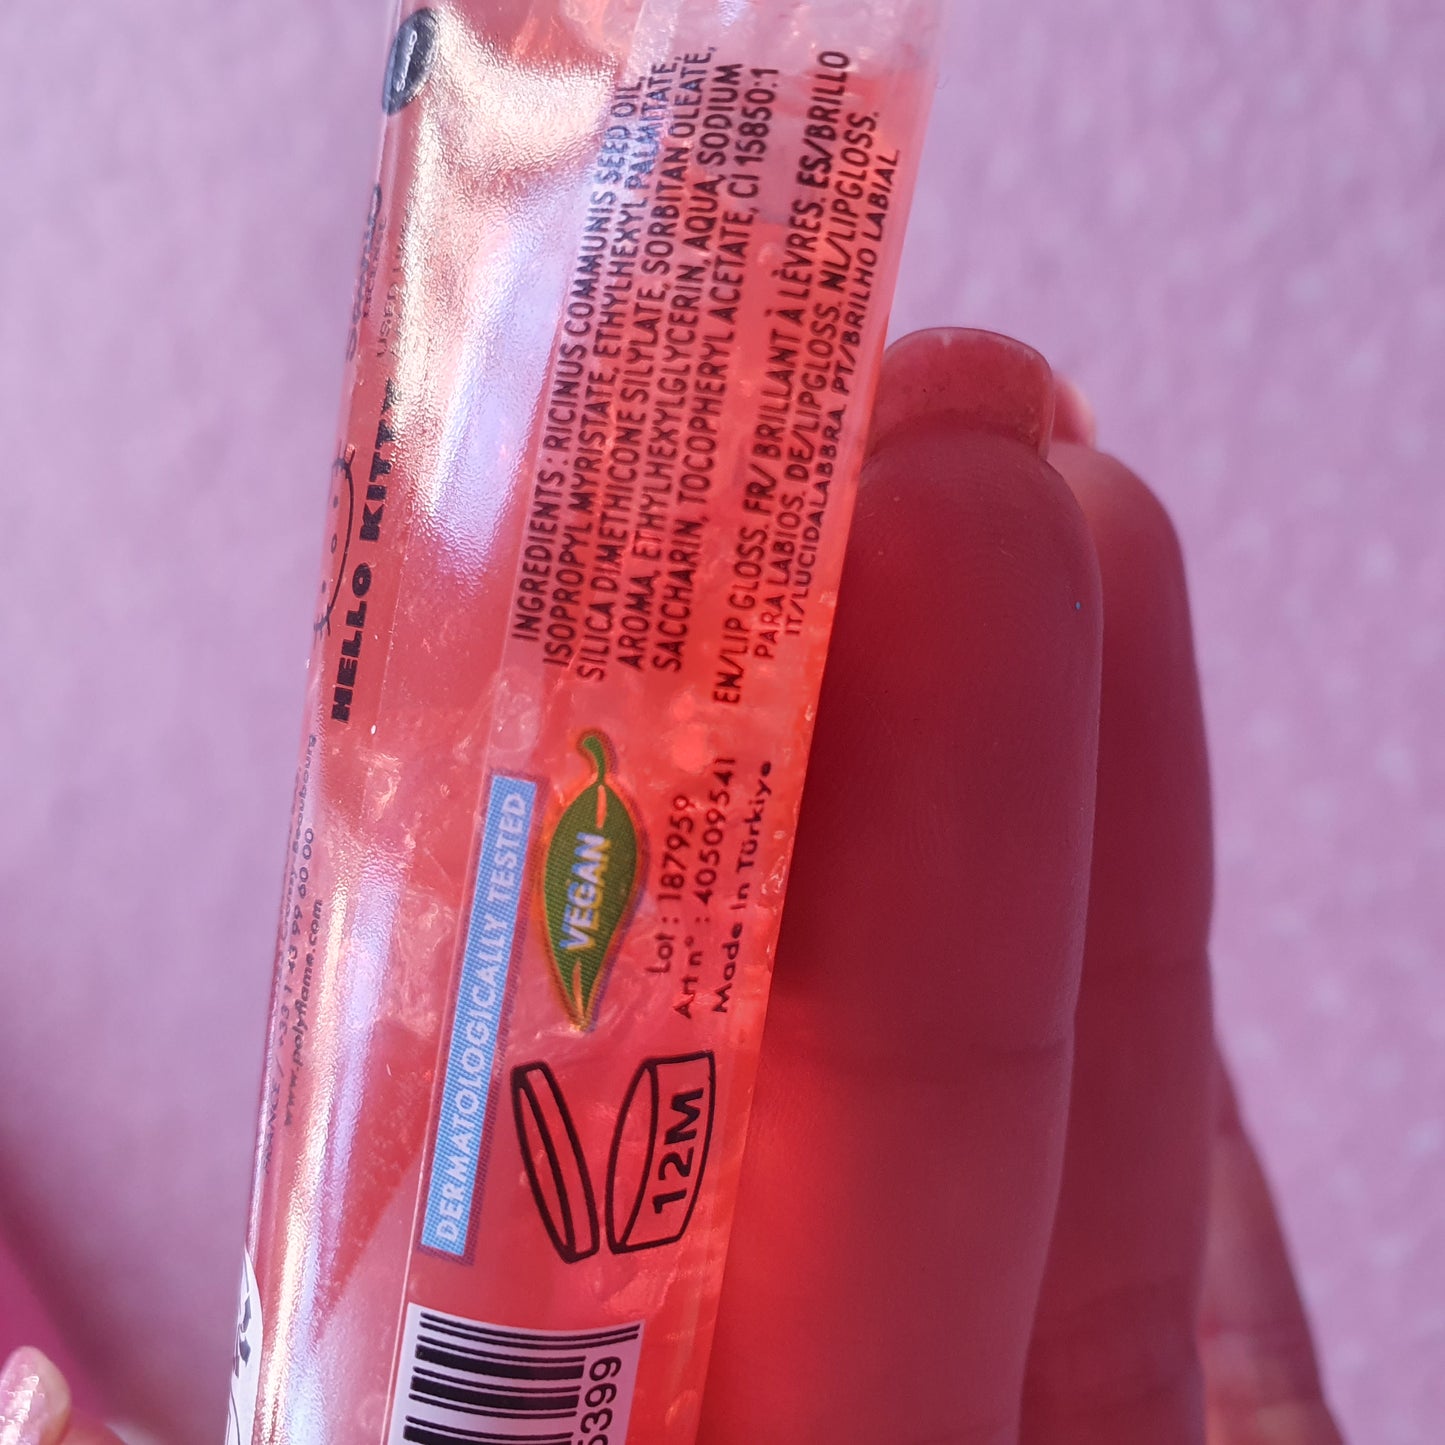 Sanrio
HELLO KITTY
www.polyflame.com
INGREDIENTS : RICINUS COMMUNIS SEED OIL,
ISOPROPYL MYRISTATE, ETHYLHEXYL PALMITATE,
SILICA DIMETHICONE SILYLATE, SORBITAN OLEATE,
AROMA, ETHYLHEXYLGLYCERIN, AQUA, SODIUM
SACCHARIN, TOCOPHERYL ACETATE, CI 15850:1
EN/LIP GLOSS. FR/ BRILLANT À LÈVRES. ES/BRILLO
PARA LABIOS. DE/LIPGLOSS. NL/LIPGLOSS.
IT/LUCIDALABBRA. PT/BRILHO LABIAL
DERMATOLOGICALLY TESTED
VEGAN
Lot : 187959
Art n° : 40509541
Made in Türkiye
12M
5399